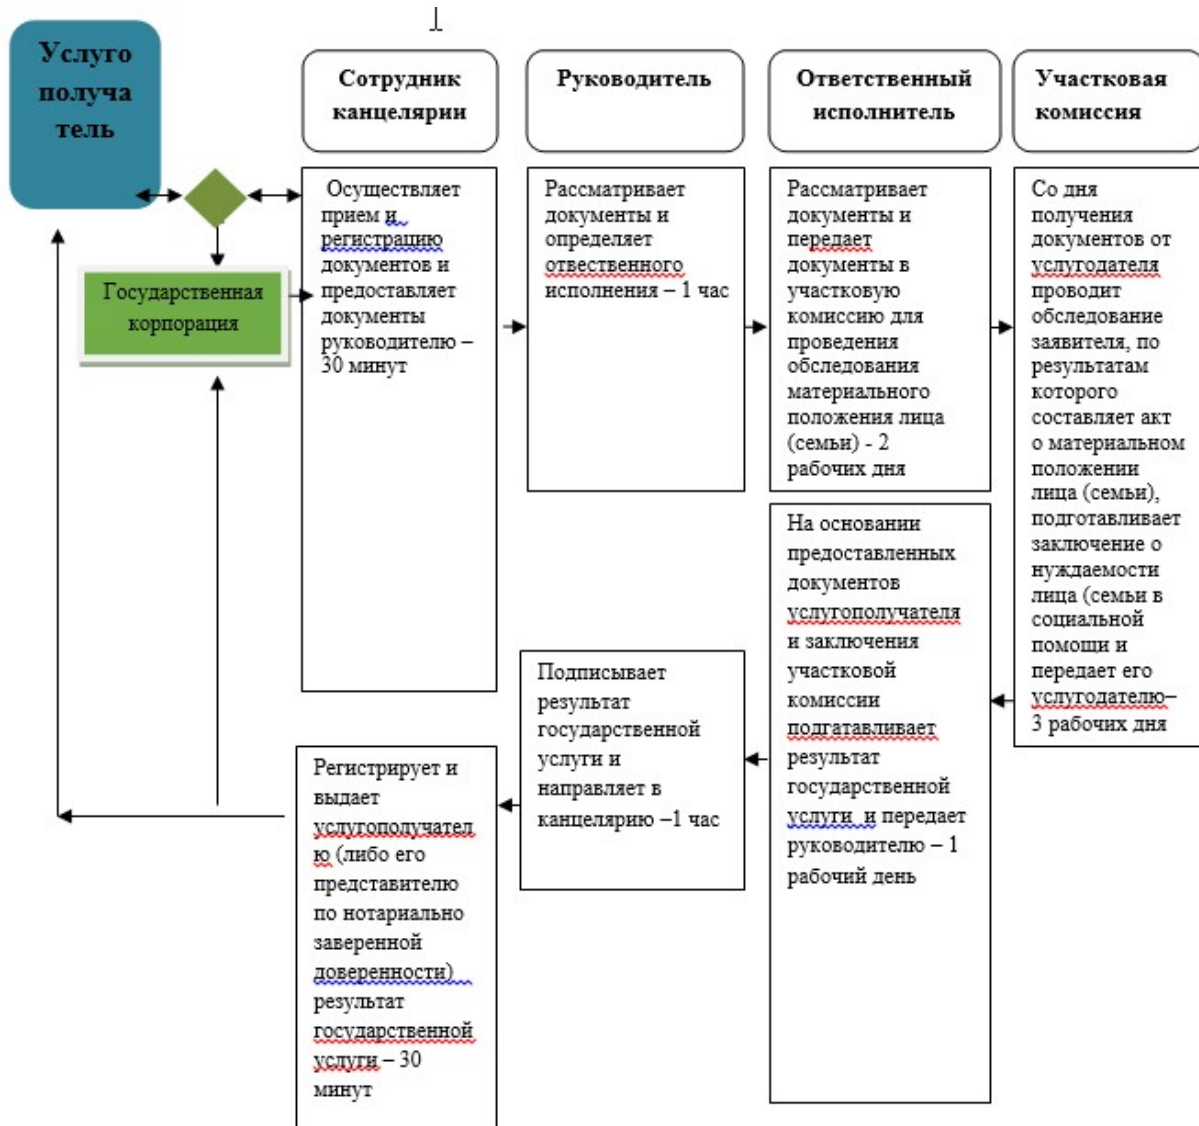 Услуго
получа
тель
Сотрудник
канцелярии
Руководитель
Ответственный
исполнитель
Участковая
комиссия
Государственная
корпорация
Осуществляет
прием и
регистрацию
документов и
предоставляет
документы
руководителю –
30 минут
Рассматривает
документы и
определяет
отвественного
исполнения – 1 час
Рассматривает
документы и
передает
документы в
участковую
комиссию для
проведения
обследования
материального
положения лица
(семьи) - 2
рабочих дня
Со дня
получения
документов от
услугодателя
проводит
обследование
заявителя, по
результатам
которого
составляет акт
о материальном
положении
лица (семьи),
подготавливает
заключение о
нуждаемости
лица (семьи в
социальной
помощи и
передает его
услугодателю–
3 рабочих дня
На основании
предоставленных
документов
услугополучателя
и заключения
участковой
комиссии
подгатавливает
результат
государственной
услуги и передает
руководителю – 1
рабочий день
Подписывает
результат
государственной
услуги и
направляет в
канцелярию –1 час
Регистрирует и
выдает
услугополучател
ю (либо его
представителю
по нотариально
заверенной
доверенности)
результат
государственной
услуги – 30
минут